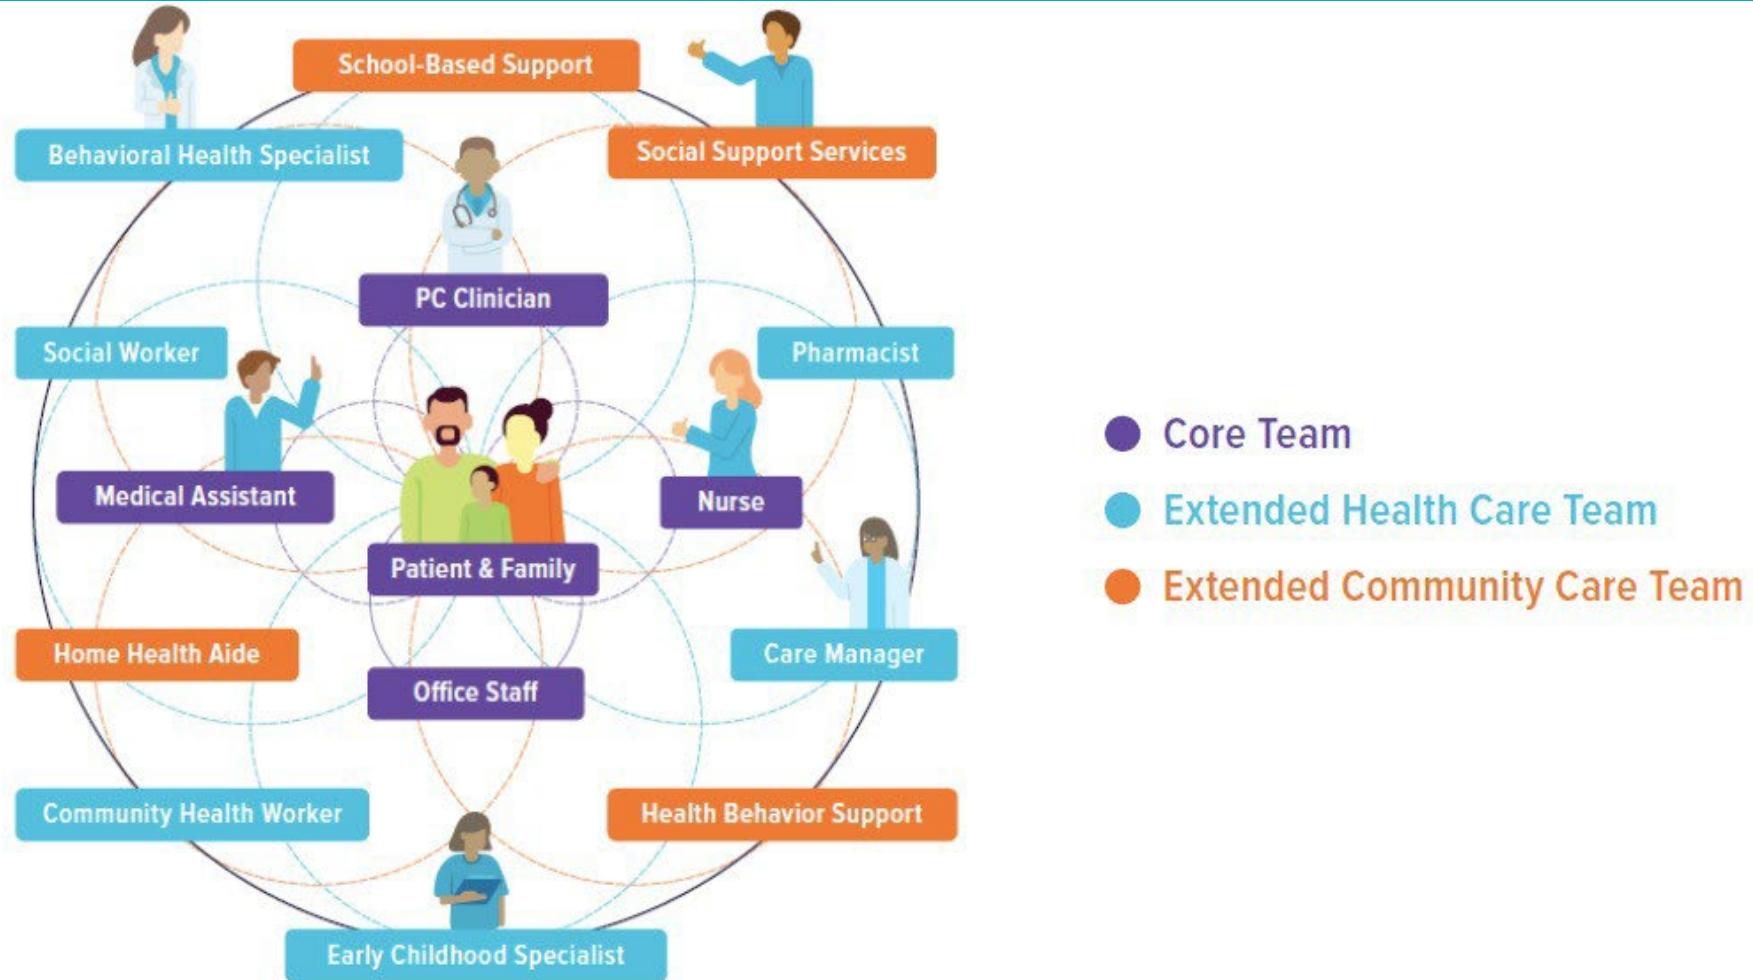 School-Based Support
Behavioral Health Specialist
Social Support Services
PC Clinician
Social Worker
Pharmacist
Medical Assistant
Nurse
Patient & Family
Home Health Aide
Care Manager
Office Staff
Community Health Worker
Health Behavior Support
Early Childhood Specialist
Core Team
Extended Health Care Team
Extended Community Care Team